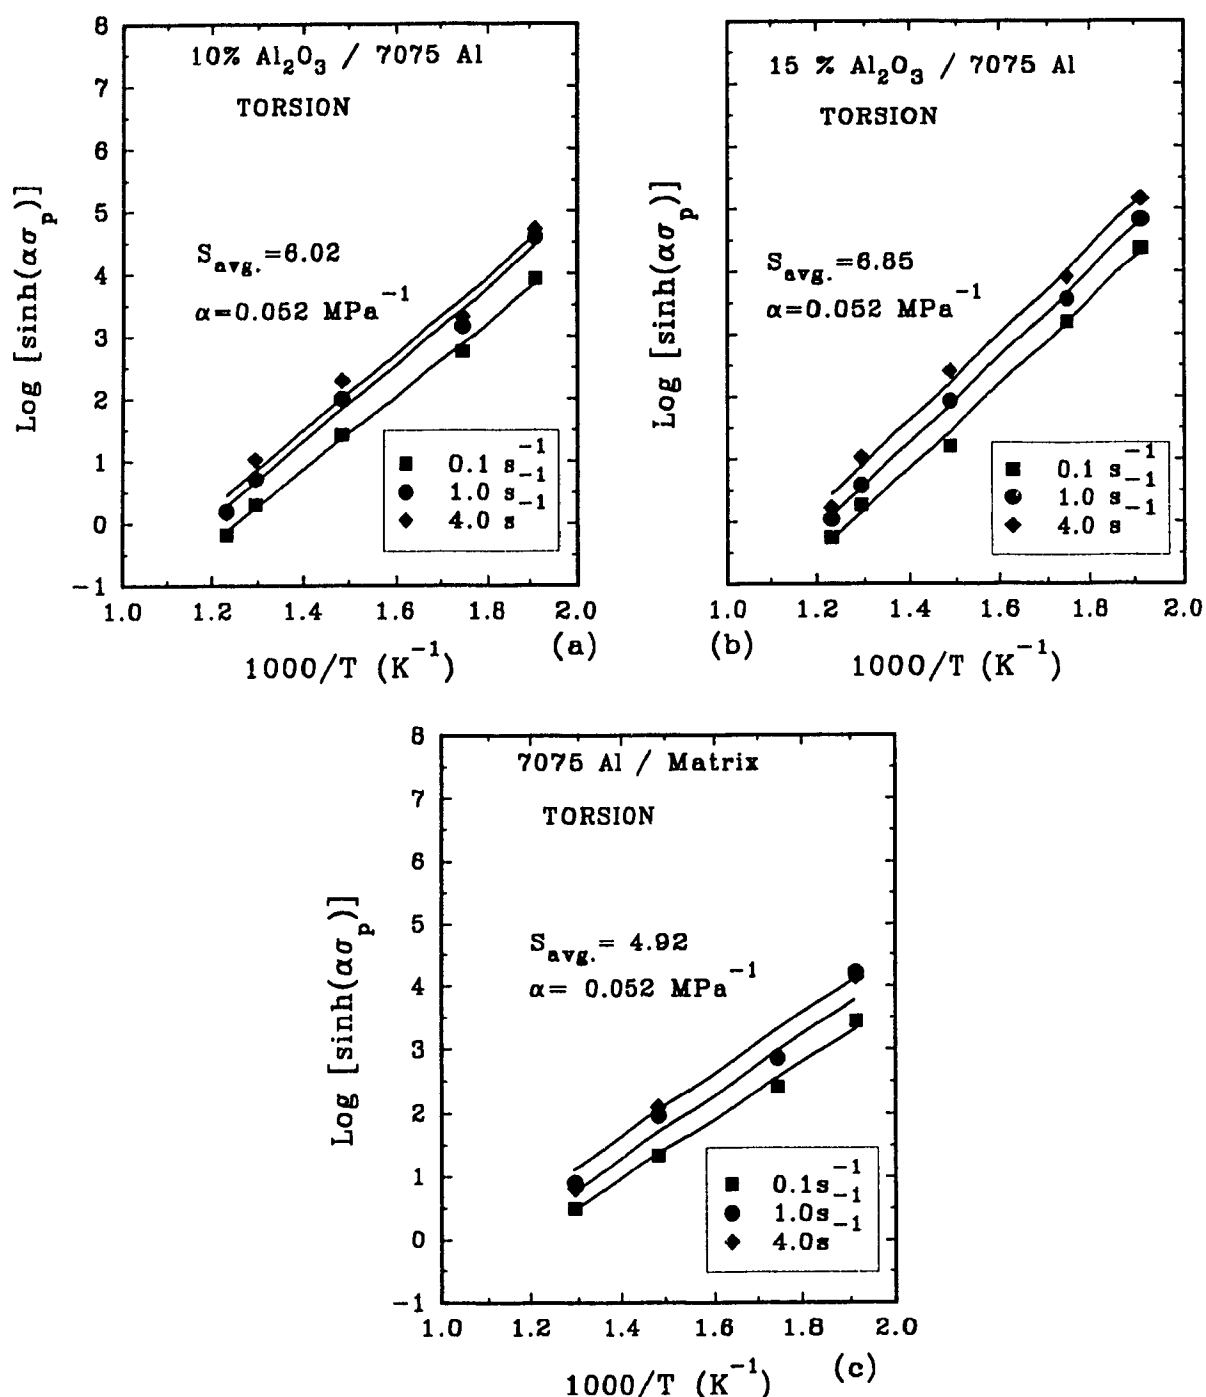 10% Al₂O₃ / 7075 Al
TORSION
S_avg.=6.02
α=0.052 MPa⁻¹
0.1 s⁻¹
1.0 s⁻¹
4.0 s⁻¹
Log [sinh(ασ_p)]
8
7
6
5
4
3
2
1
0
−1
1.0
1.2
1.4
1.6
1.8
2.0
1000/T (K⁻¹)
(a)
15 % Al₂O₃ / 7075 Al
TORSION
S_avg.=6.85
α=0.052 MPa⁻¹
0.1 s⁻¹
1.0 s⁻¹
4.0 s⁻¹
Log [sinh(ασ_p)]
1.0
1.2
1.4
1.6
1.8
2.0
(b)
1000/T (K⁻¹)
7075 Al / Matrix
TORSION
S_avg.= 4.92
α= 0.052 MPa⁻¹
0.1s⁻¹
1.0s⁻¹
4.0s⁻¹
Log [sinh(ασ_p)]
8
7
6
5
4
3
2
1
0
−1
1.0
1.2
1.4
1.6
1.8
2.0
1000/T (K⁻¹)
(c)